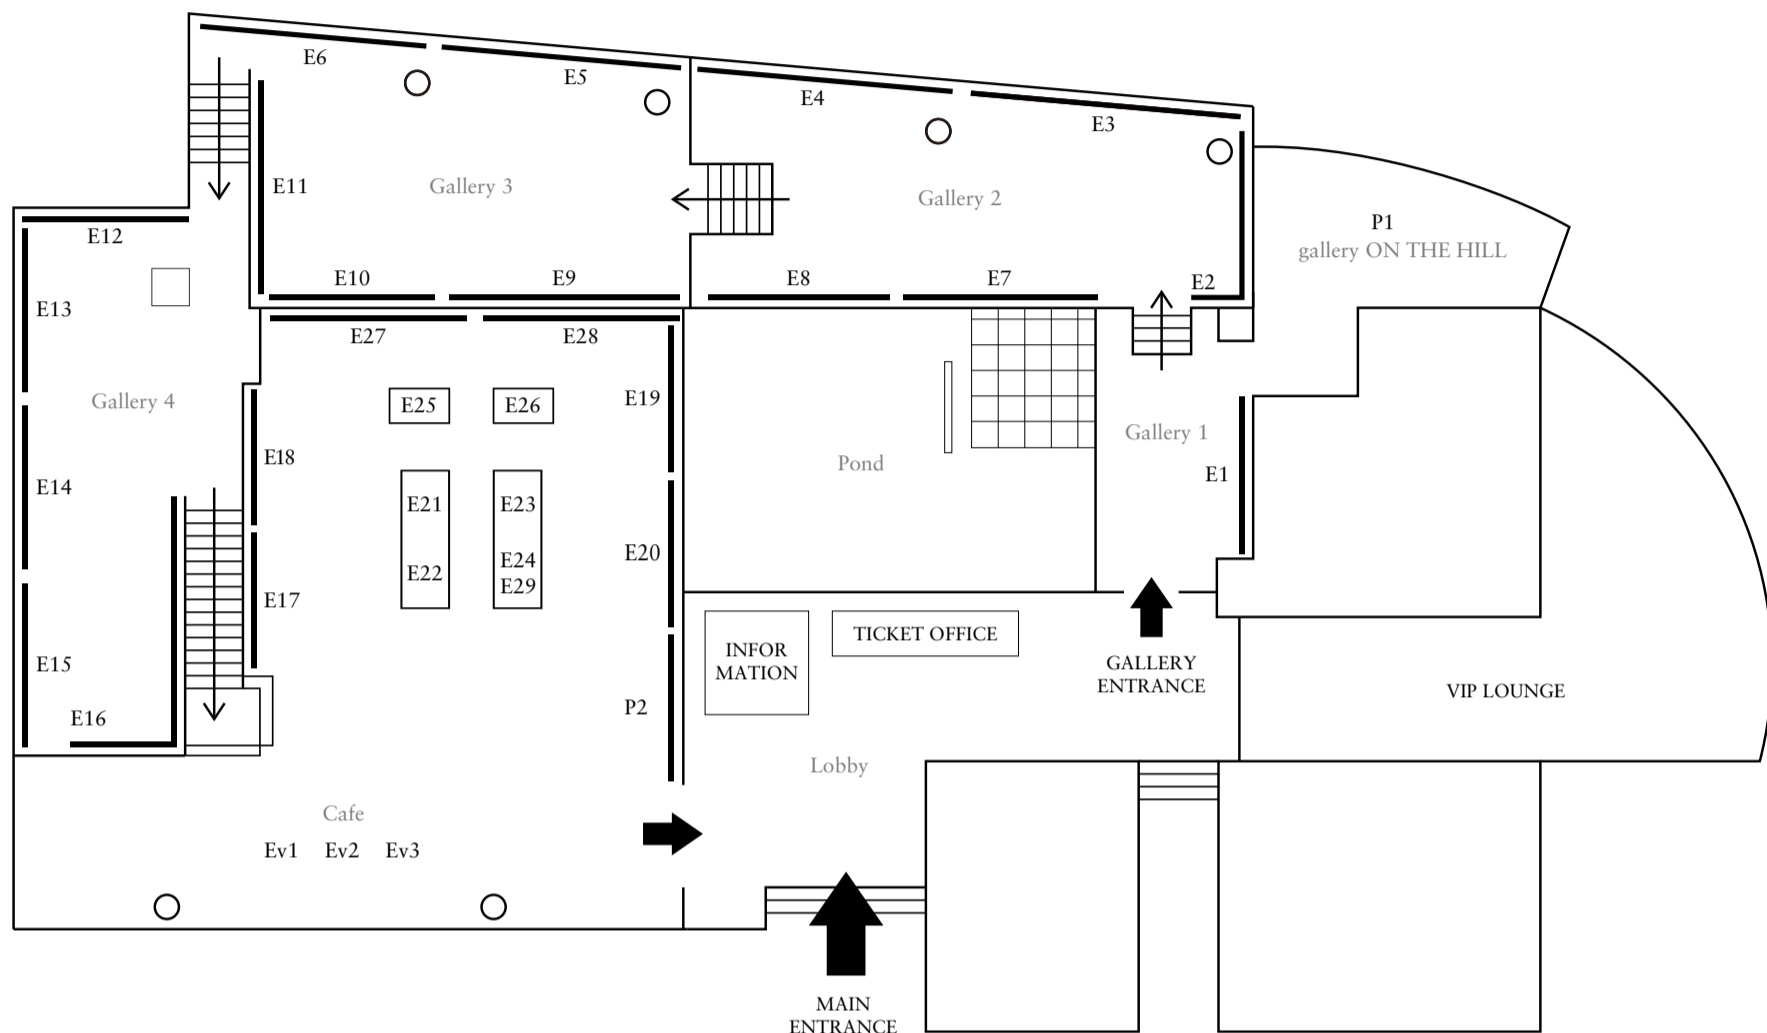 E6
E5
E4
E3
E11
Gallery 3
Gallery 2
P1
gallery ON THE HILL
E12
E10
E9
E8
E7
E2
E13
E27
E28
E25
E26
E19
Gallery 4
Gallery 1
E18
Pond
E1
E14
E21
E23
E20
E24
E22
E29
E17
INFOR
MATION
TICKET OFFICE
GALLERY
ENTRANCE
E15
VIP LOUNGE
E16
P2
Lobby
Cafe
Ev1 Ev2 Ev3
MAIN
ENTRANCE